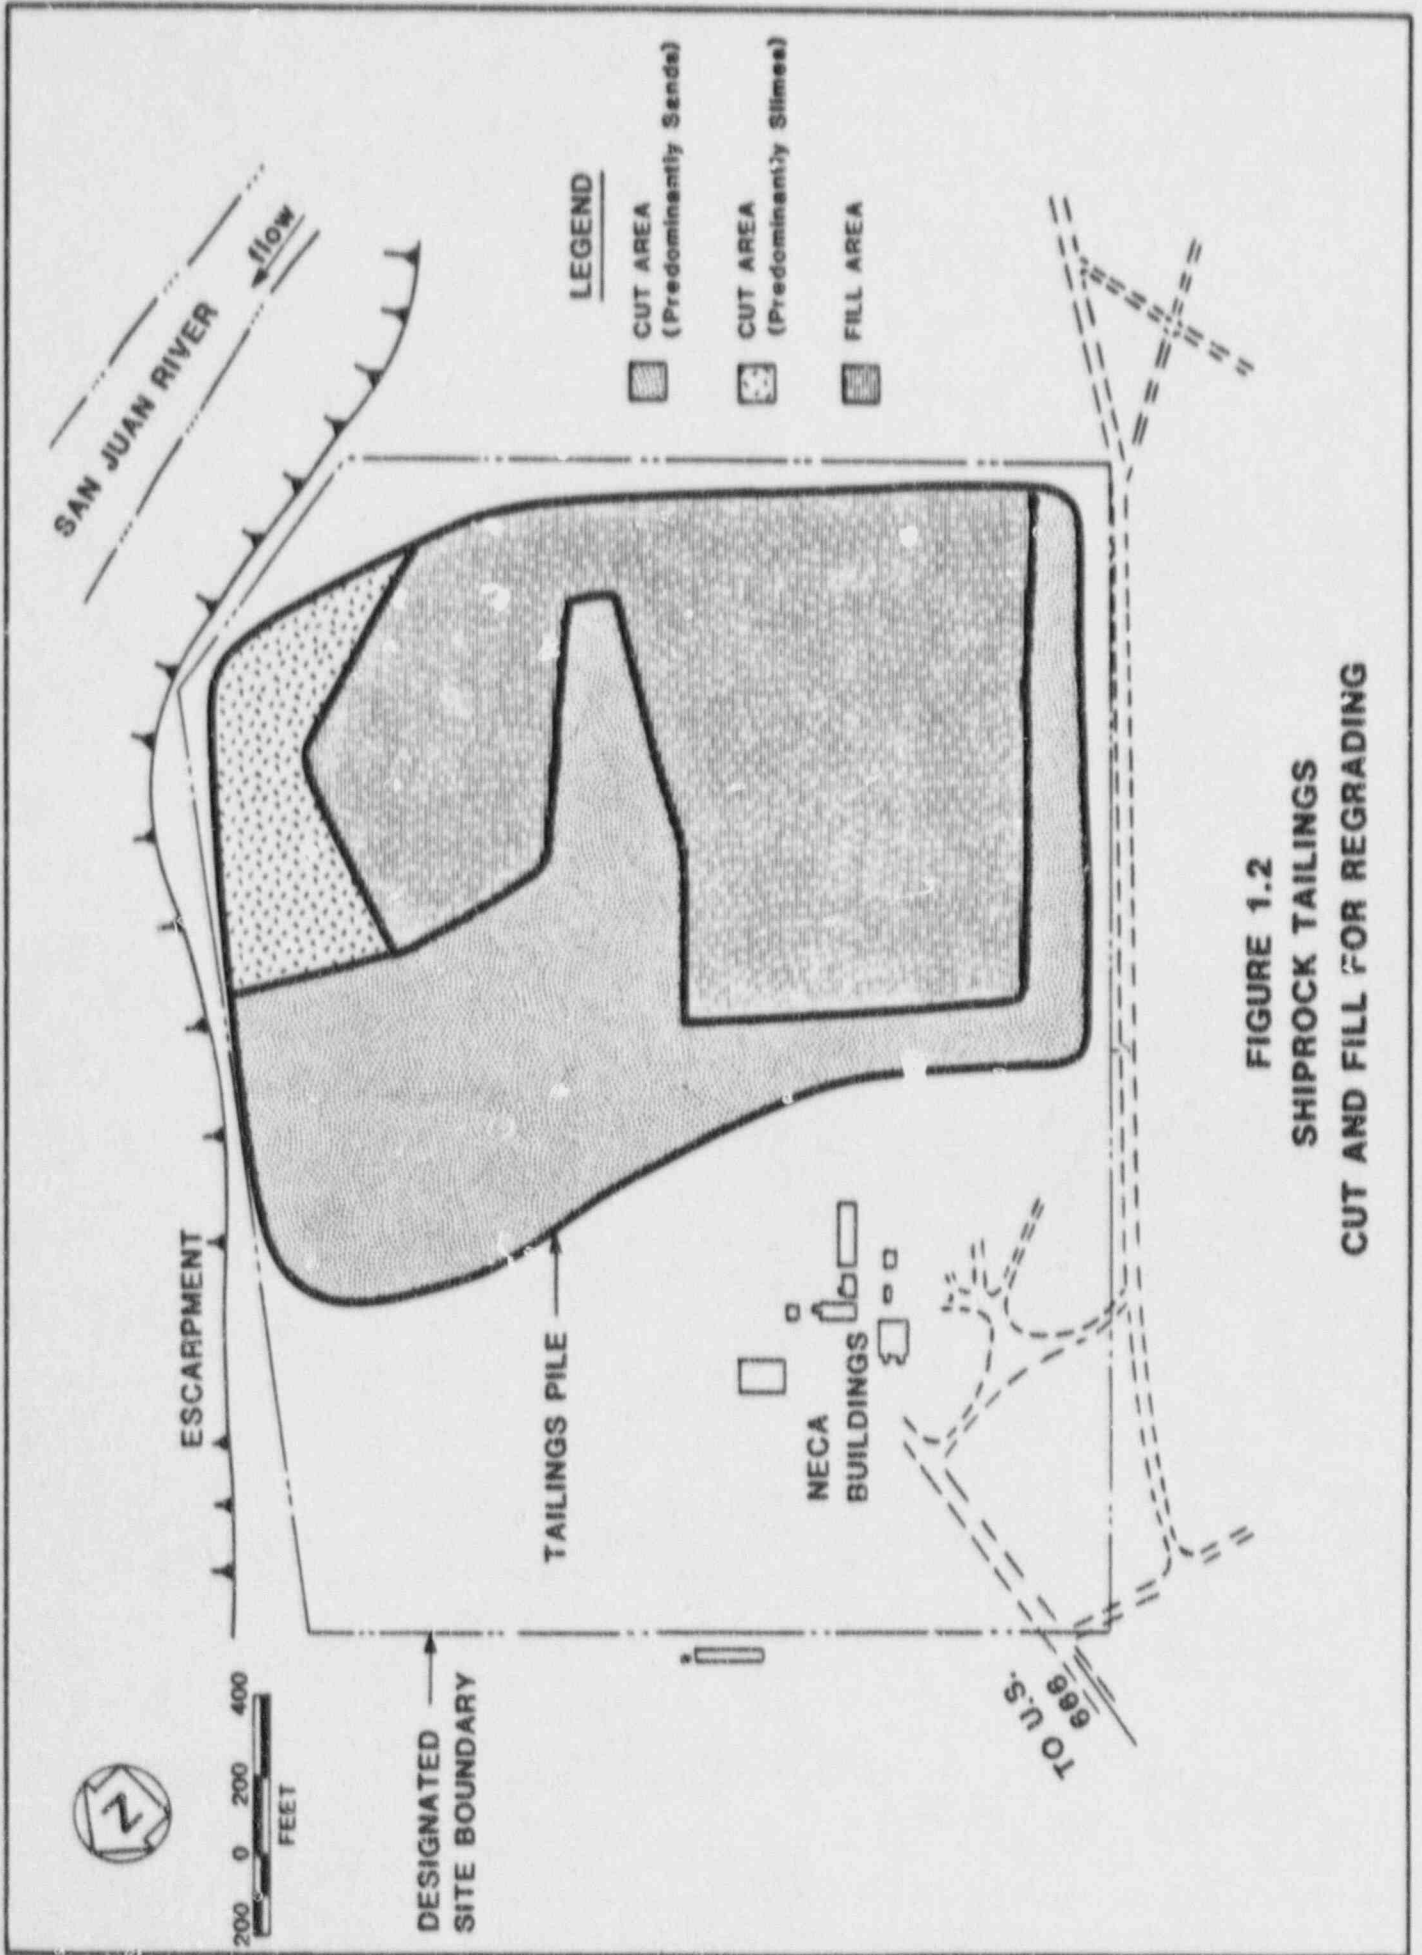 SAN JUAN RIVER
flow
ESCARPMENT
LEGEND
CUT AREA
(Predominantly Sands)
CUT AREA
(Predominantly Slimes)
FILL AREA
N
200 0 200 400
FEET
DESIGNATED
SITE BOUNDARY
TAILINGS PILE
NECA
BUILDINGS
TO U.S.
666
FIGURE 1.2
SHIPROCK TAILINGS
CUT AND FILL FOR REGRADING